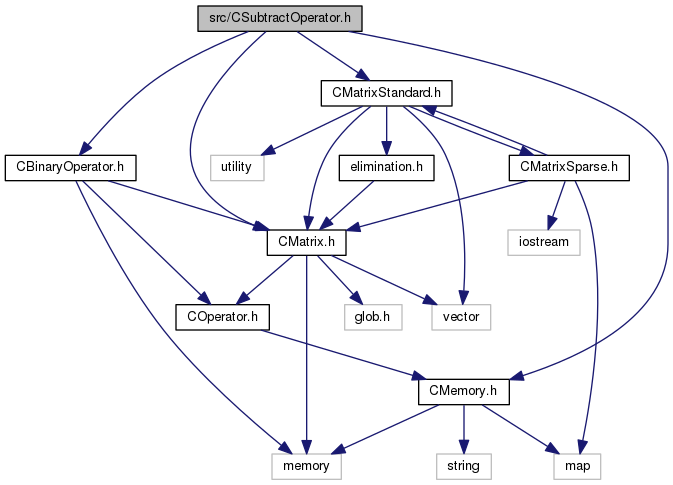 src/CSubtractOperator.h
CMatrixStandard.h
CBinaryOperator.h
utility
elimination.h
CMatrixSparse.h
CMatrix.h
iostream
COperator.h
glob.h
vector
CMemory.h
memory
string
map